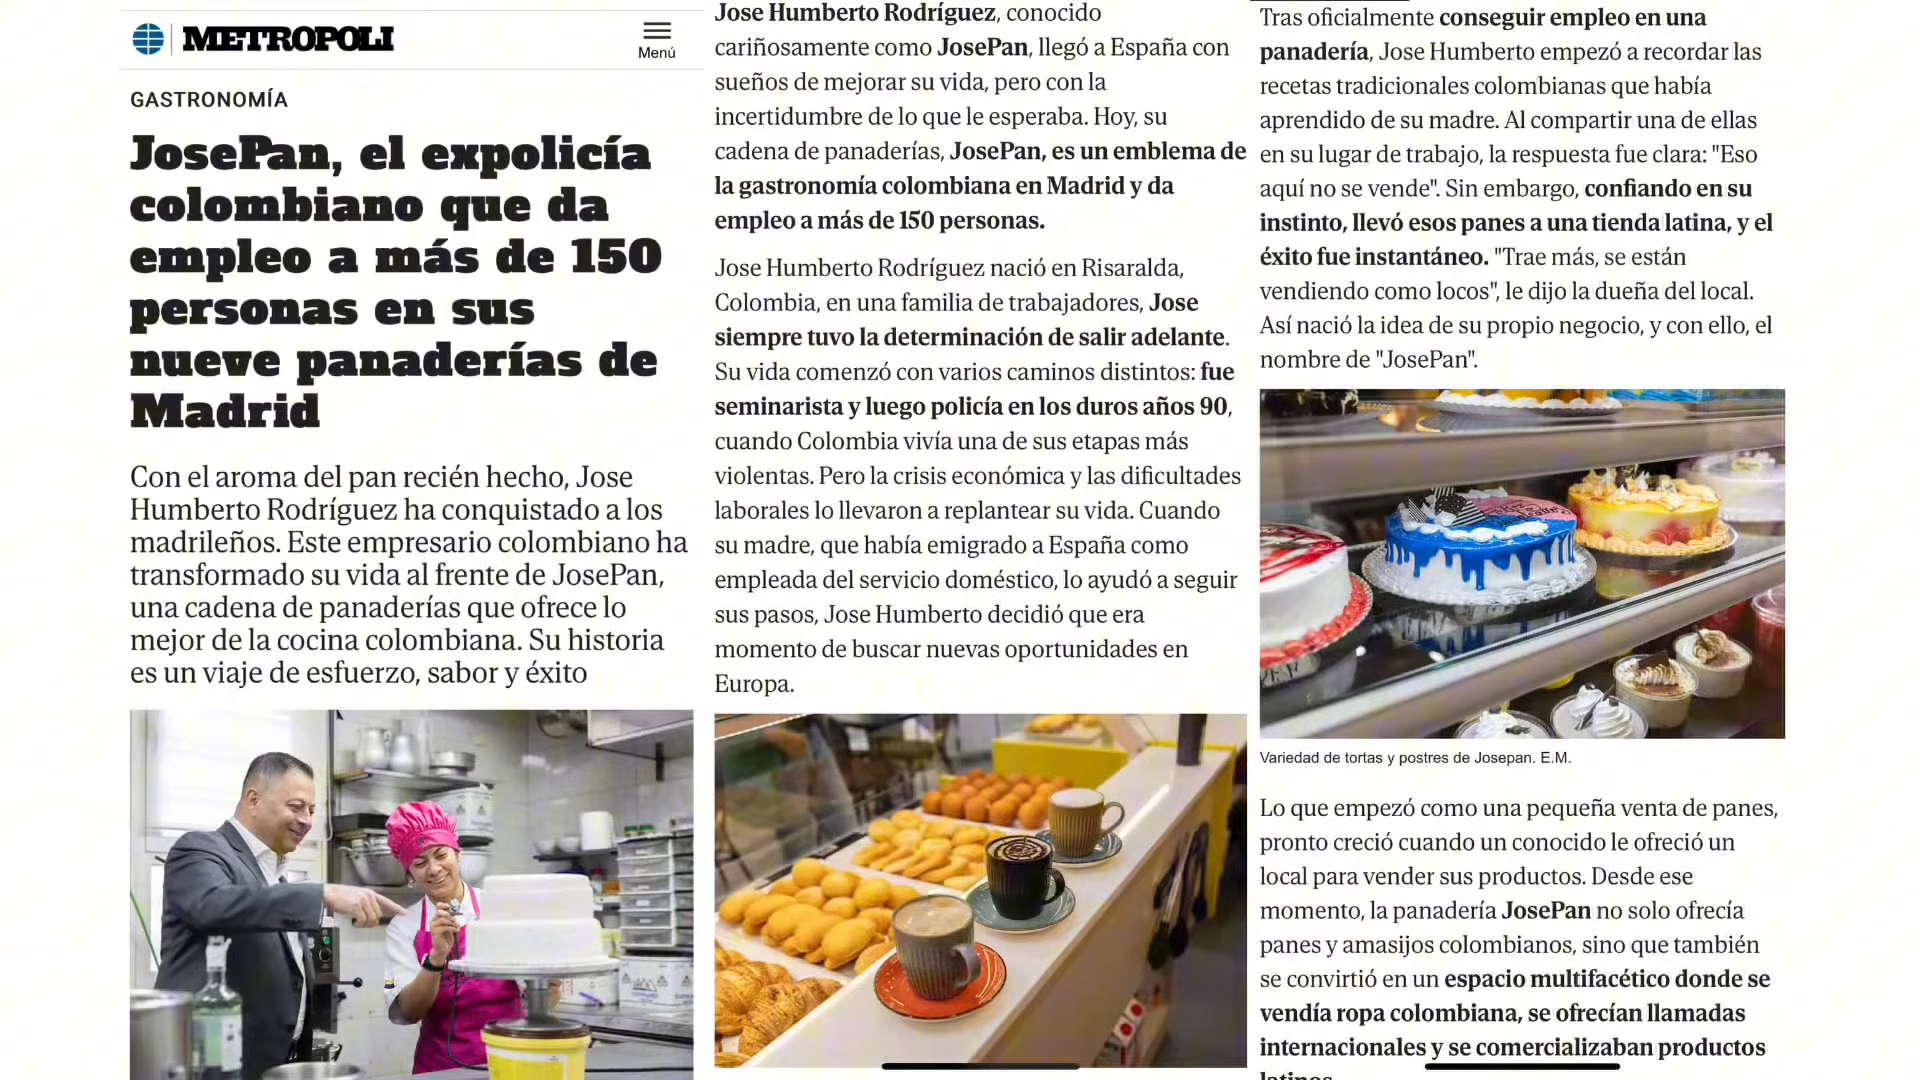 METROPOLI
Menú
GASTRONOMÍA
JosePan, el expolicía
colombiano que da
empleo a más de 150
personas en sus
nueve panaderías de
Madrid
Con el aroma del pan recién hecho, Jose
Humberto Rodríguez ha conquistado a los
madrileños. Este empresario colombiano ha
transformado su vida al frente de JosePan,
una cadena de panaderías que ofrece lo
mejor de la cocina colombiana. Su historia
es un viaje de esfuerzo, sabor y éxito
Jose Humberto Rodríguez, conocido
cariñosamente como JosePan, llegó a España con
sueños de mejorar su vida, pero con la
incertidumbre de lo que le esperaba. Hoy, su
cadena de panaderías, JosePan, es un emblema de
la gastronomía colombiana en Madrid y da
empleo a más de 150 personas.
Jose Humberto Rodríguez nació en Risaralda,
Colombia, en una familia de trabajadores, Jose
siempre tuvo la determinación de salir adelante.
Su vida comenzó con varios caminos distintos: fue
seminarista y luego policía en los duros años 90,
cuando Colombia vivía una de sus etapas más
violentas. Pero la crisis económica y las dificultades
laborales lo llevaron a replantear su vida. Cuando
su madre, que había emigrado a España como
empleada del servicio doméstico, lo ayudó a seguir
sus pasos, Jose Humberto decidió que era
momento de buscar nuevas oportunidades en
Europa.
Tras oficialmente conseguir empleo en una
panadería, Jose Humberto empezó a recordar las
recetas tradicionales colombianas que había
aprendido de su madre. Al compartir una de ellas
en su lugar de trabajo, la respuesta fue clara: "Eso
aquí no se vende". Sin embargo, confiando en su
instinto, llevó esos panes a una tienda latina, y el
éxito fue instantáneo. "Trae más, se están
vendiendo como locos", le dijo la dueña del local.
Así nació la idea de su propio negocio, y con ello, el
nombre de "JosePan".
Variedad de tortas y postres de Josepan. E.M.
Lo que empezó como una pequeña venta de panes,
pronto creció cuando un conocido le ofreció un
local para vender sus productos. Desde ese
momento, la panadería JosePan no solo ofrecía
panes y amasijos colombianos, sino que también
se convirtió en un espacio multifacético donde se
vendía ropa colombiana, se ofrecían llamadas
internacionales y se comercializaban productos
latinos